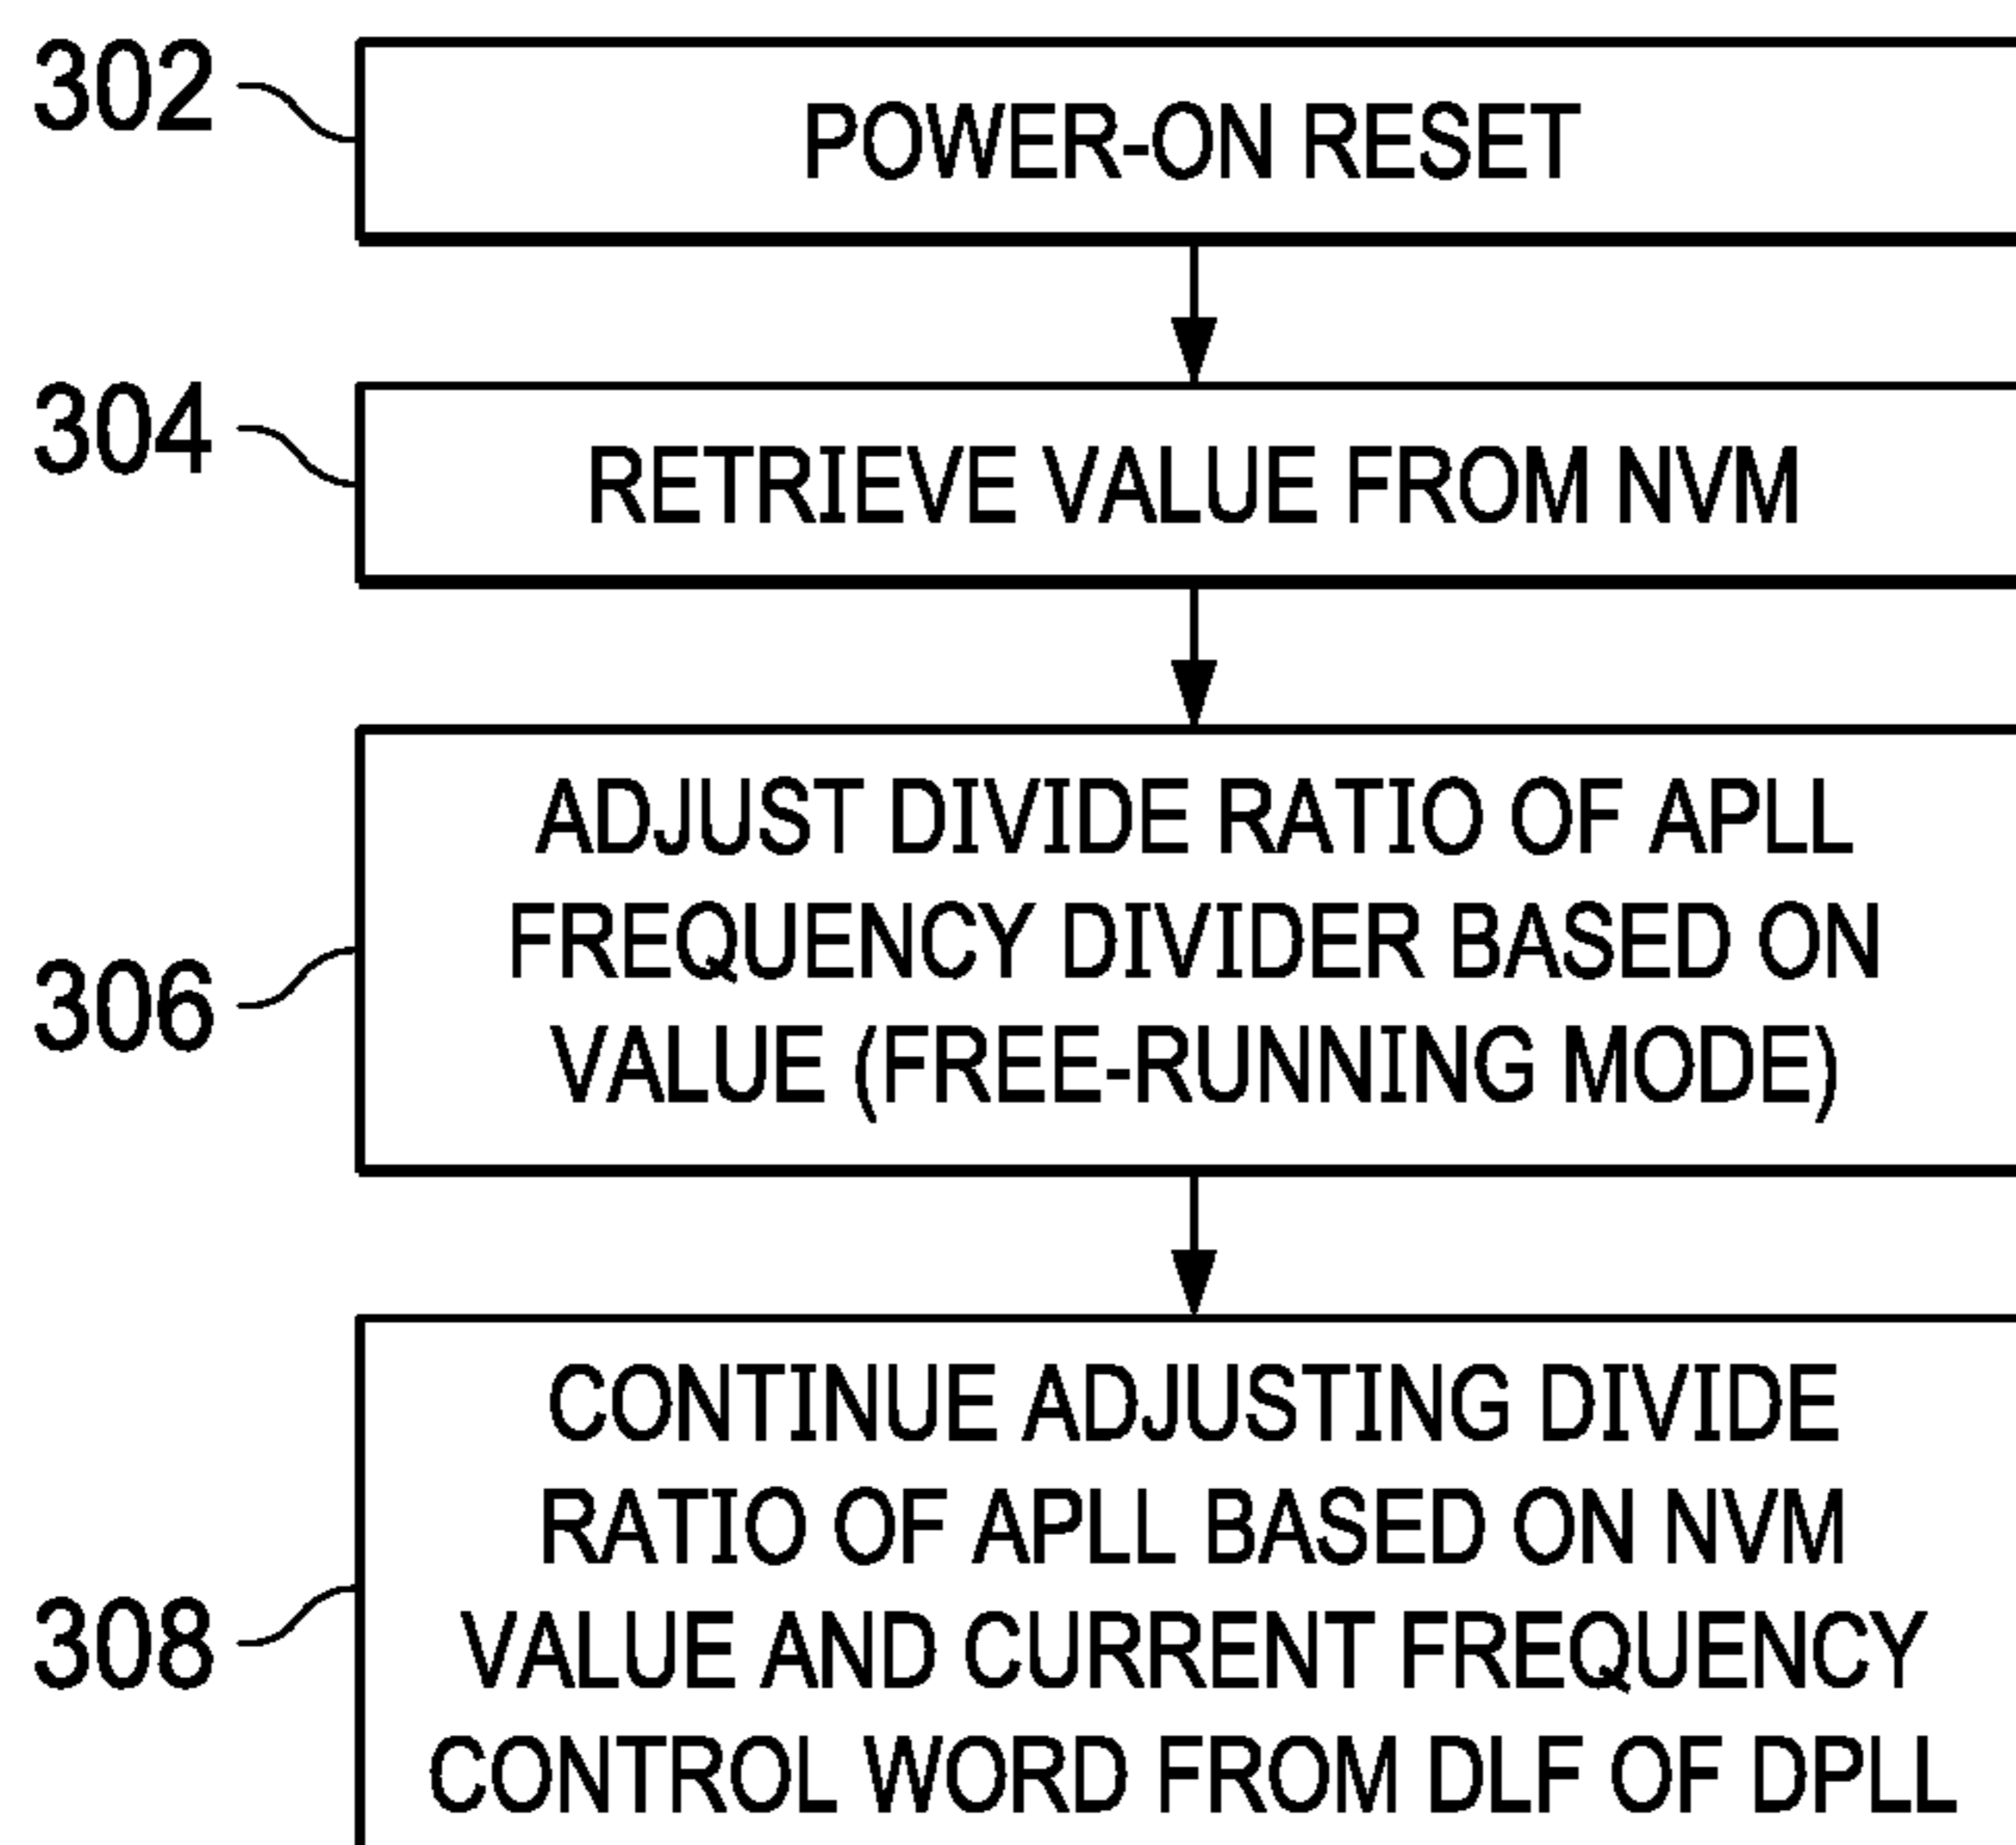 302
POWER-ON RESET
304
RETRIEVE VALUE FROM NVM
306
ADJUST DIVIDE RATIO OF APLL
FREQUENCY DIVIDER BASED ON
VALUE (FREE-RUNNING MODE)
308
CONTINUE ADJUSTING DIVIDE
RATIO OF APLL BASED ON NVM
VALUE AND CURRENT FREQUENCY
CONTROL WORD FROM DLF OF DPLL